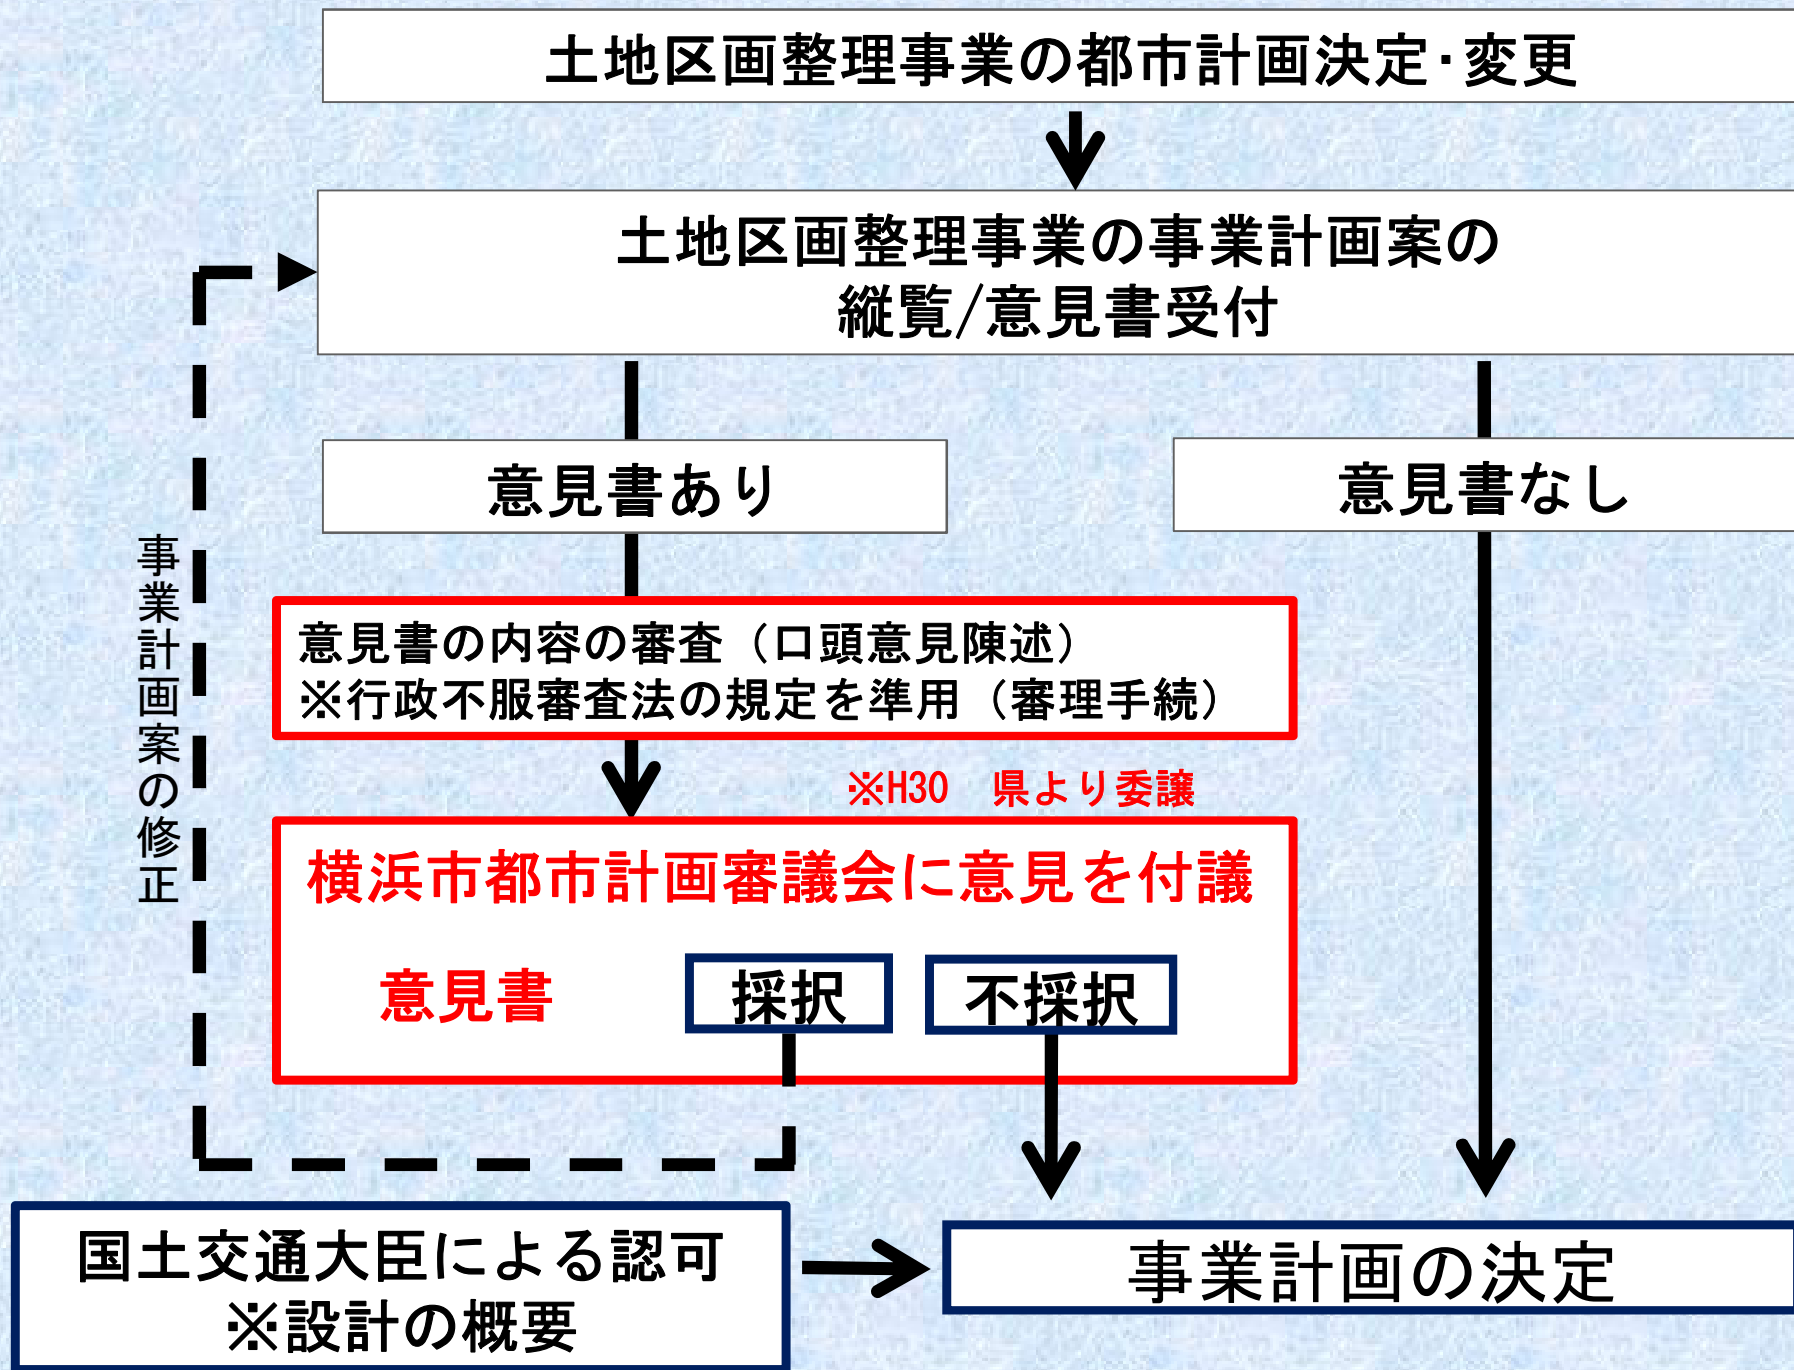 土地区画整理事業の都市計画決定・変更
土地区画整理事業の事業計画案の
縦覧/意見書受付
意見書あり
意見書なし
事業計画案の修正
意見書の内容の審査（口頭意見陳述）
※行政不服審査法の規定を準用（審理手続）
※H30　県より委譲
横浜市都市計画審議会に意見を付議
意見書
採択
不採択
国土交通大臣による認可
※設計の概要
事業計画の決定